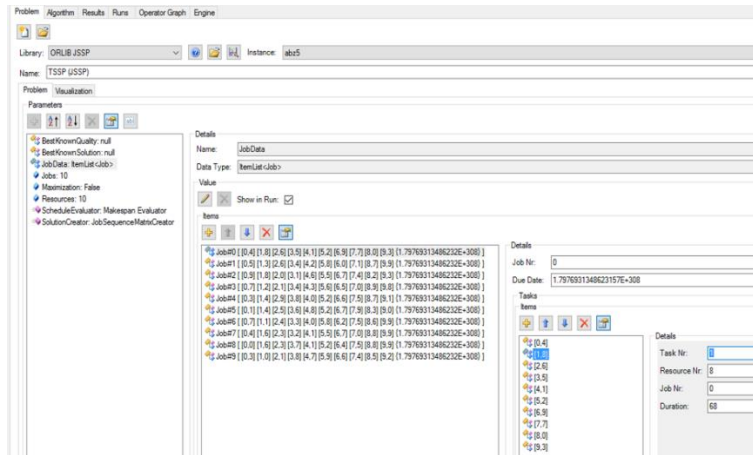 Problem Algorithm Results Runs Operator Graph Engine
Library: ORLIB JSSP Instance: abz5
Name: TSSP (JSSP)
Problem Visualization
Parameters
BestKnownQuality: null
BestKnownSolution: null
JobData: ItemList<Job>
Jobs: 10
Maximization: False
Resources: 10
ScheduleEvaluator: Makespan Evaluator
SolutionCreator: JobSequenceMatrixCreator
Details
Name: JobData
Data Type: ItemList<Job>
Value
Show in Run:
Items
Job#0 [ [0,4] [1,8] [2,6] [3,5] [4,1] [5,2] [6,9] [7,7] [8,0] [9,3] {1.79769313486232E+308} ]
Job#1 [ [0,5] [1,3] [2,6] [3,4] [4,2] [5,8] [6,0] [7,1] [8,7] [9,9] {1.79769313486232E+308} ]
Job#2 [ [0,9] [1,8] [2,0] [3,1] [4,6] [5,5] [6,7] [7,4] [8,2] [9,3] {1.79769313486232E+308} ]
Job#3 [ [0,7] [1,2] [2,1] [3,4] [4,3] [5,6] [6,5] [7,0] [8,9] [9,8] {1.79769313486232E+308} ]
Job#4 [ [0,3] [1,4] [2,9] [3,8] [4,0] [5,2] [6,6] [7,5] [8,7] [9,1] {1.79769313486232E+308} ]
Job#5 [ [0,1] [1,4] [2,5] [3,6] [4,8] [5,2] [6,7] [7,9] [8,3] [9,0] {1.79769313486232E+308} ]
Job#6 [ [0,7] [1,1] [2,4] [3,3] [4,0] [5,8] [6,2] [7,5] [8,6] [9,9] {1.79769313486232E+308} ]
Job#7 [ [0,4] [1,6] [2,3] [3,2] [4,1] [5,5] [6,0] [7,7] [8,8] [9,9] {1.79769313486232E+308} ]
Job#8 [ [0,0] [1,6] [2,3] [3,7] [4,1] [5,2] [6,4] [7,5] [8,8] [9,9] {1.79769313486232E+308} ]
Job#9 [ [0,3] [1,0] [2,1] [3,8] [4,7] [5,9] [6,6] [7,4] [8,5] [9,2] {1.79769313486232E+308} ]
Details
Job Nr: 0
Due Date: 1.7976931348623157E+308
Tasks
Items
[0,4]
[1,8]
[2,6]
[3,5]
[4,1]
[5,2]
[6,9]
[7,7]
[8,0]
[9,3]
Details
Task Nr: 1
Resource Nr: 8
Job Nr: 0
Duration: 68